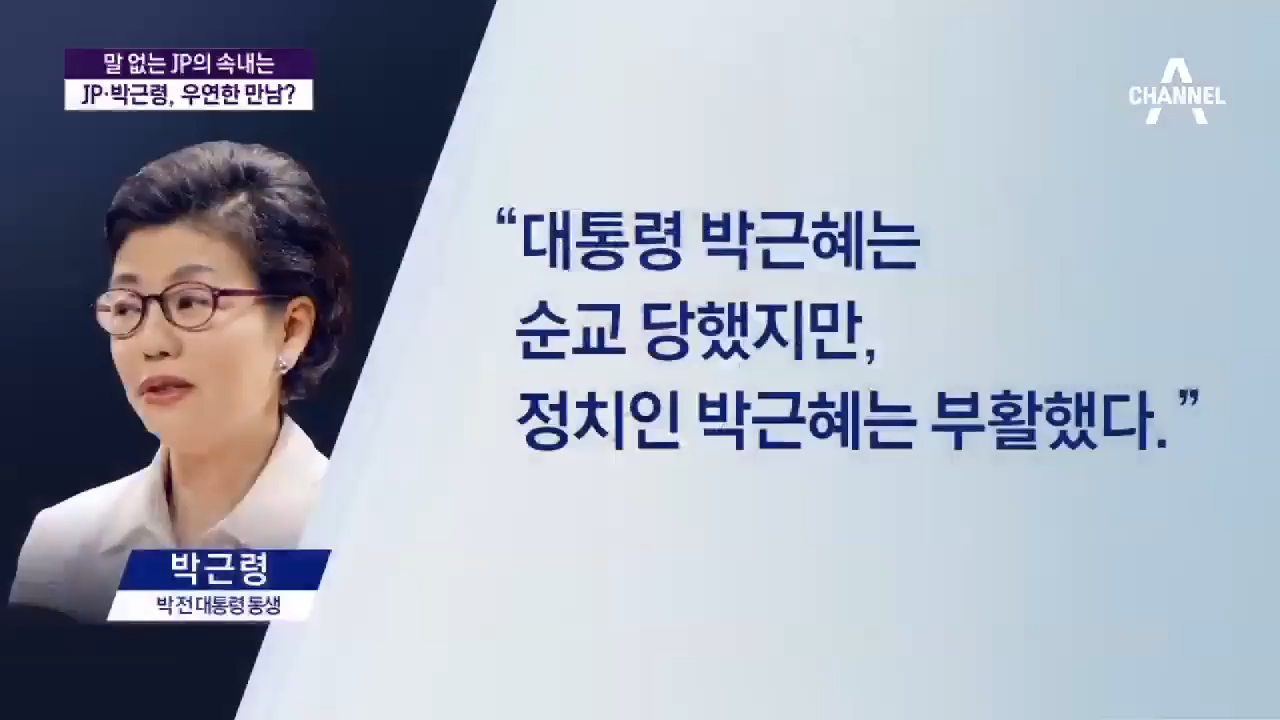 말 없는 JP의 속내는
JP·박근령, 우연한 만남?
CHANNEL A
“대통령 박근혜는
순교 당했지만,
정치인 박근혜는 부활했다.”
박근령
박 전 대통령 동생